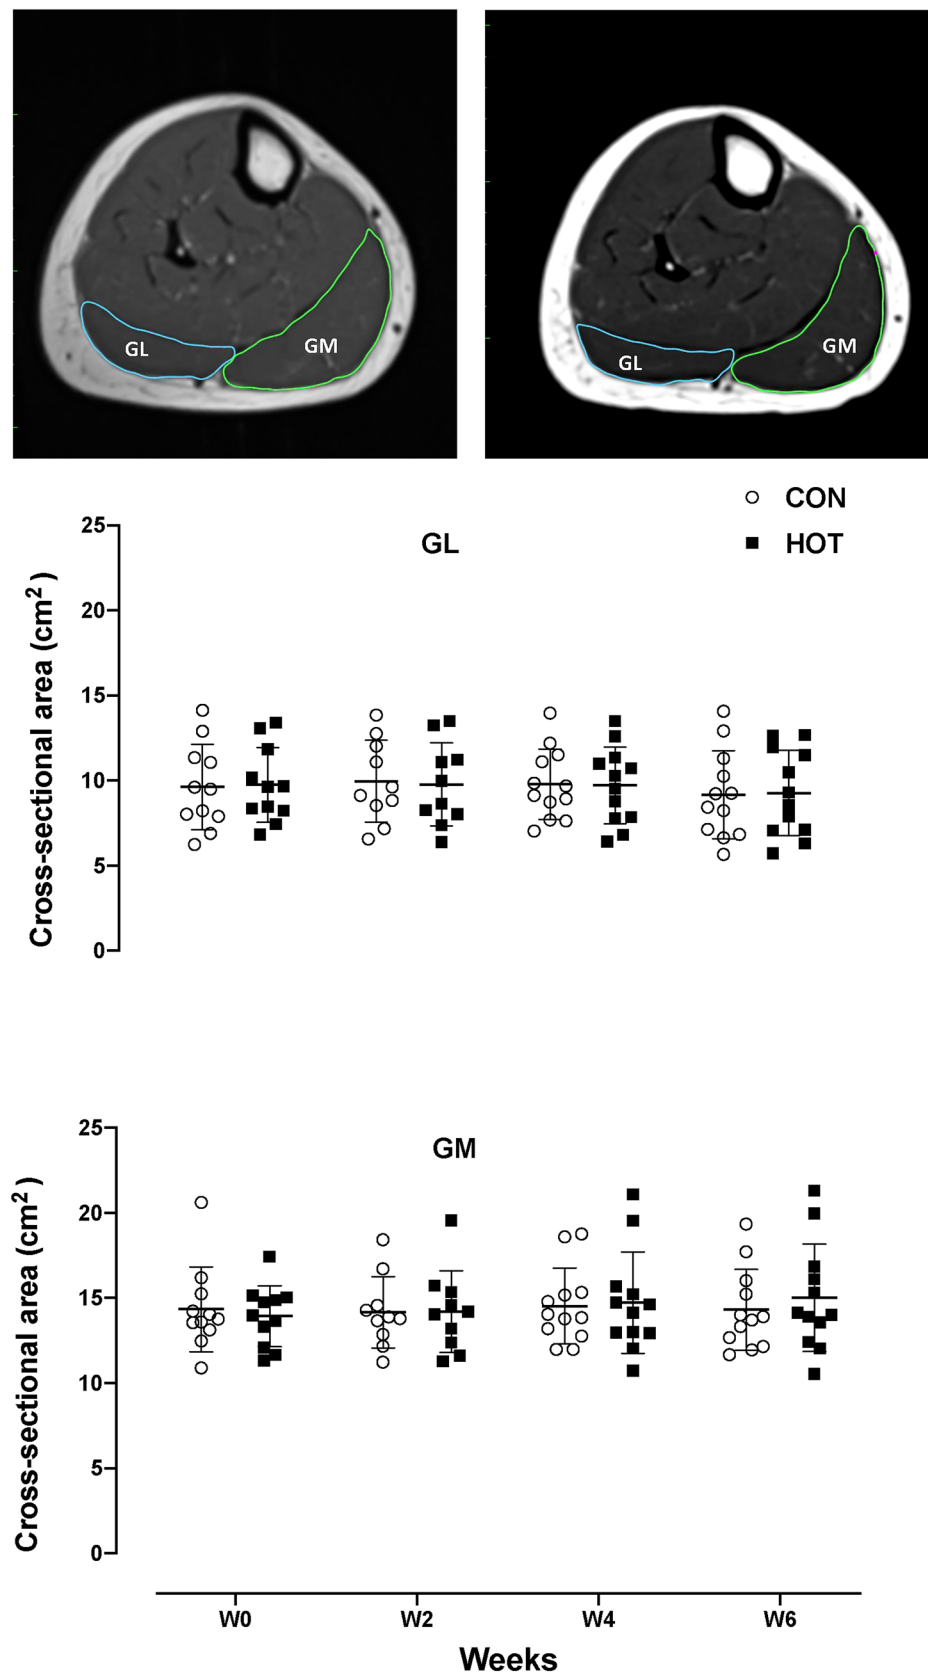 GL
GM
GL
GM
CON
HOT
GL
25
20
15
10
5
0
Cross-sectional area (cm²)
GM
25
20
15
10
5
0
Cross-sectional area (cm²)
W0 W2 W4 W6
Weeks